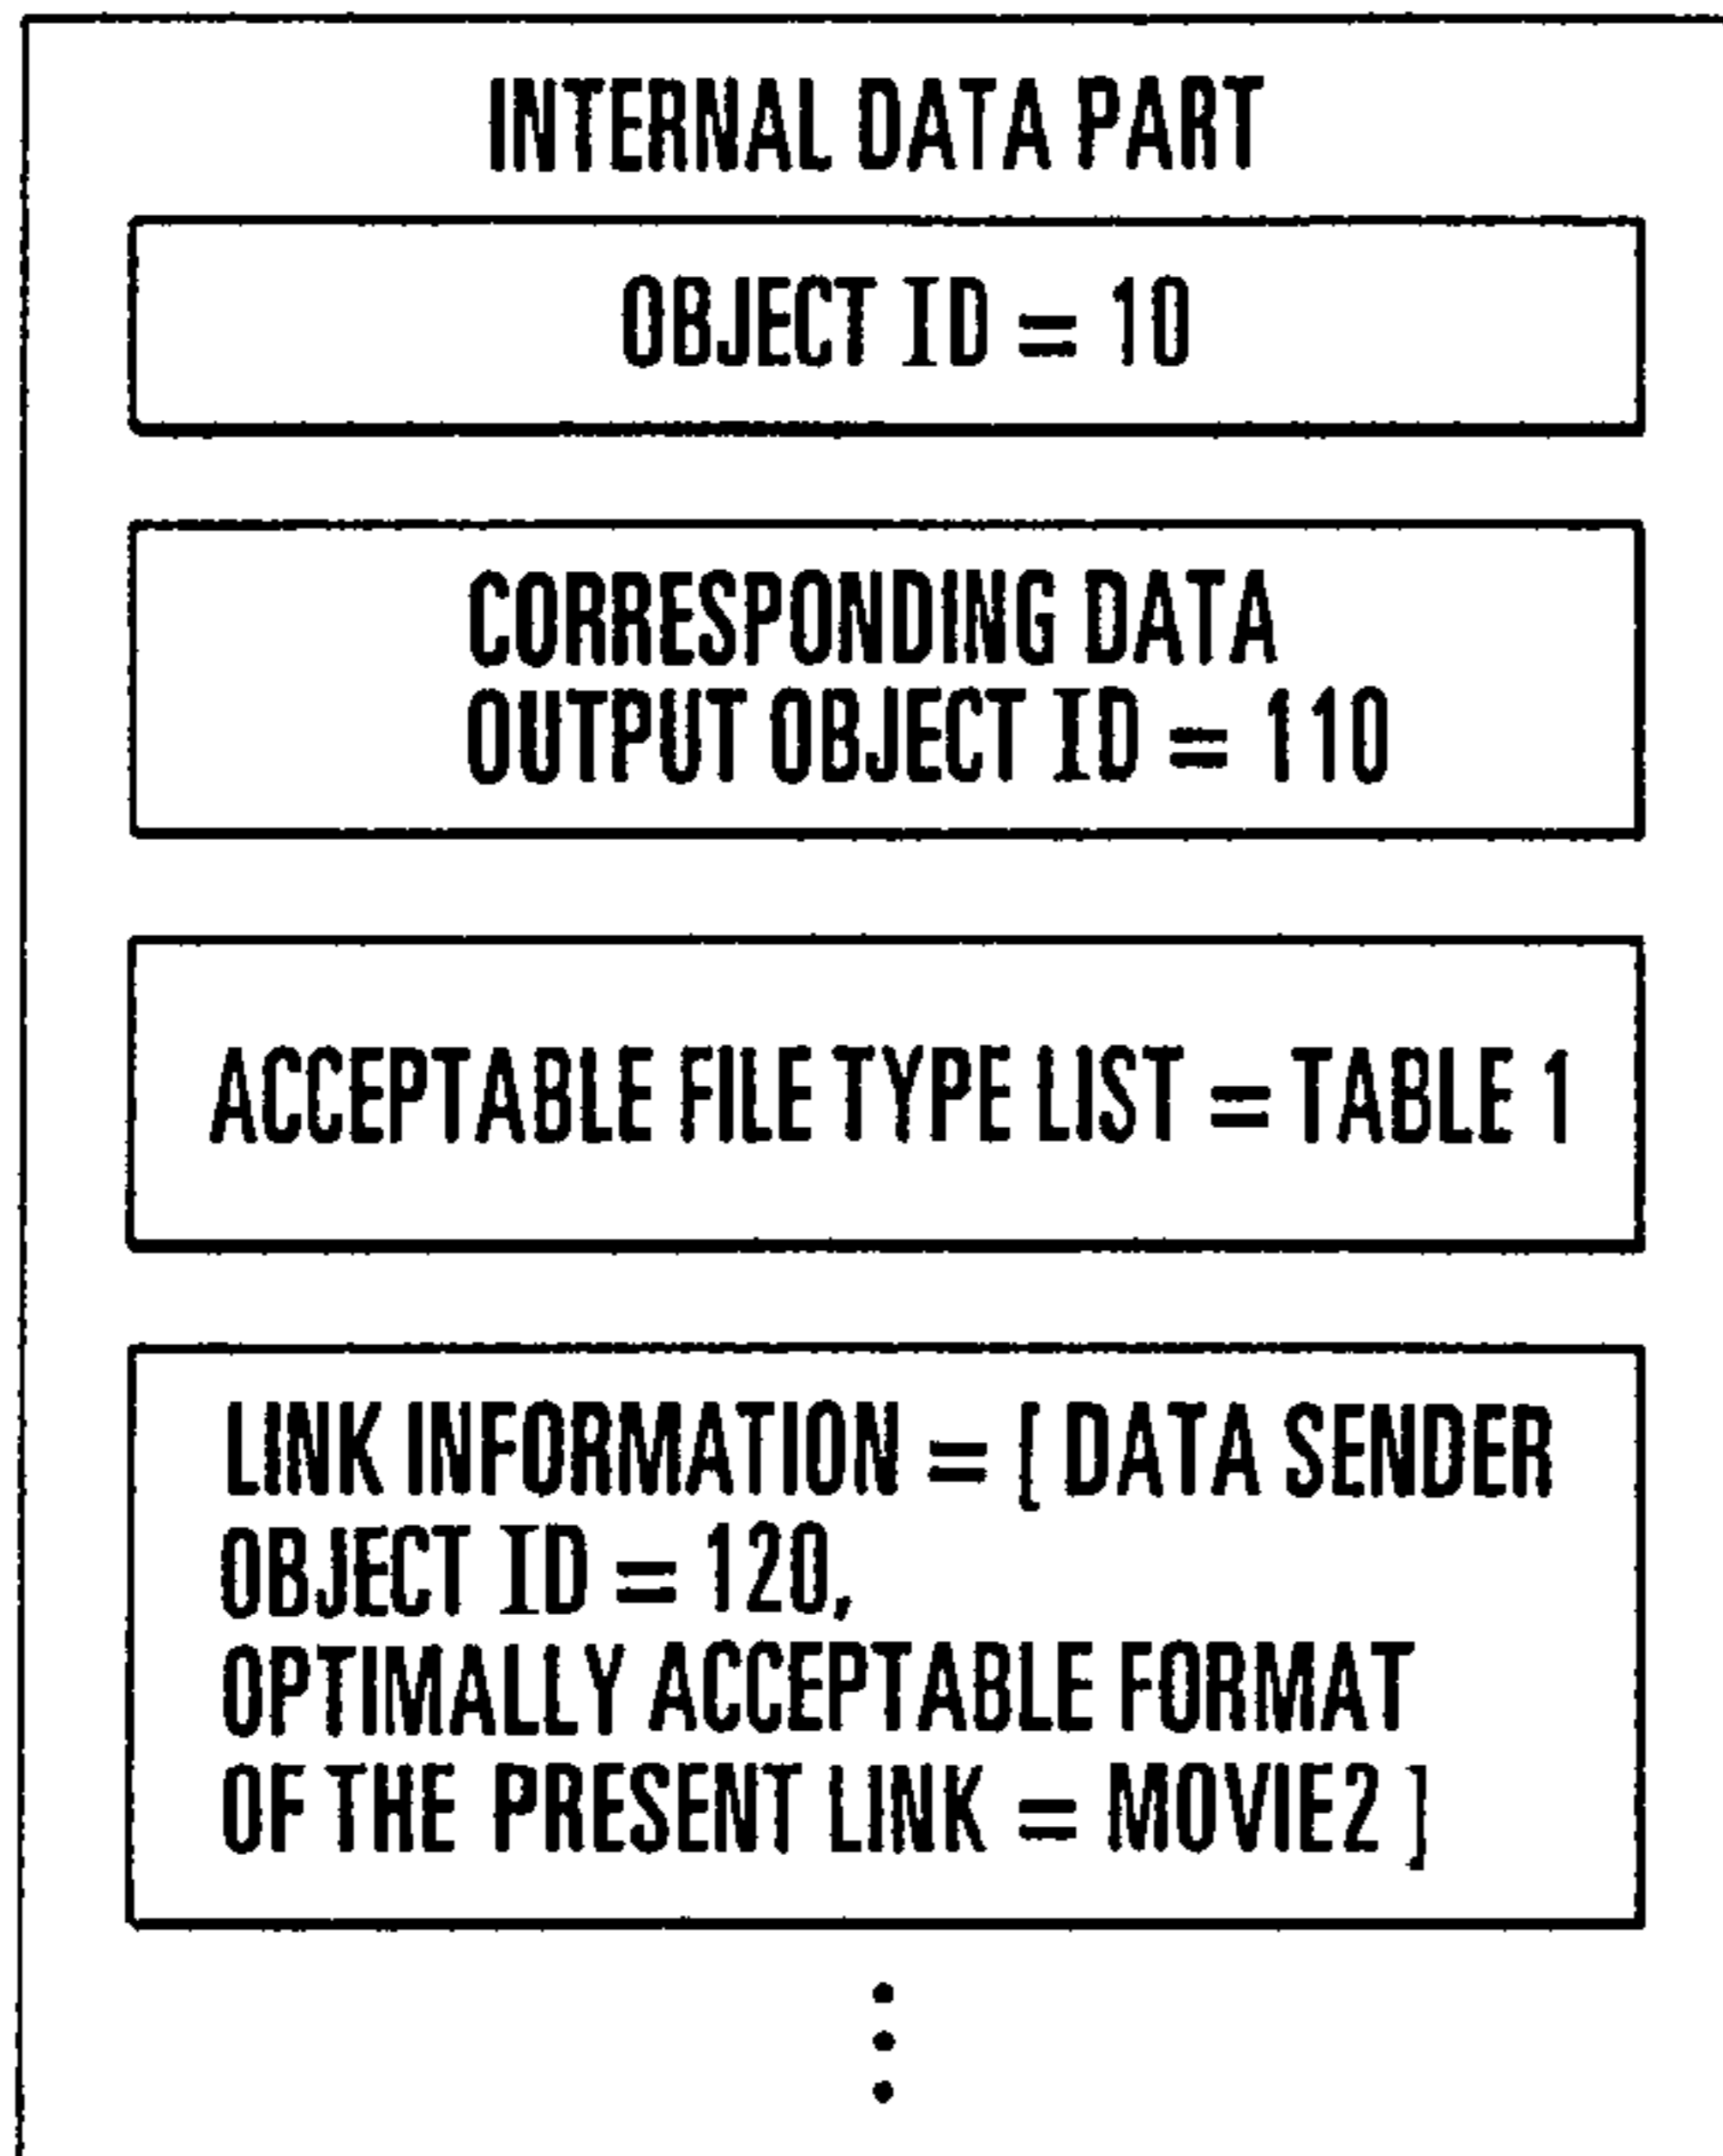 INTERNAL DATA PART
OBJECT ID = 10
CORRESPONDING DATA
OUTPUT OBJECT ID = 110
ACCEPTABLE FILE TYPE LIST = TABLE 1
LINK INFORMATION = [ DATA SENDER
OBJECT ID = 120,
OPTIMALLY ACCEPTABLE FORMAT
OF THE PRESENT LINK = MOVIE2 ]